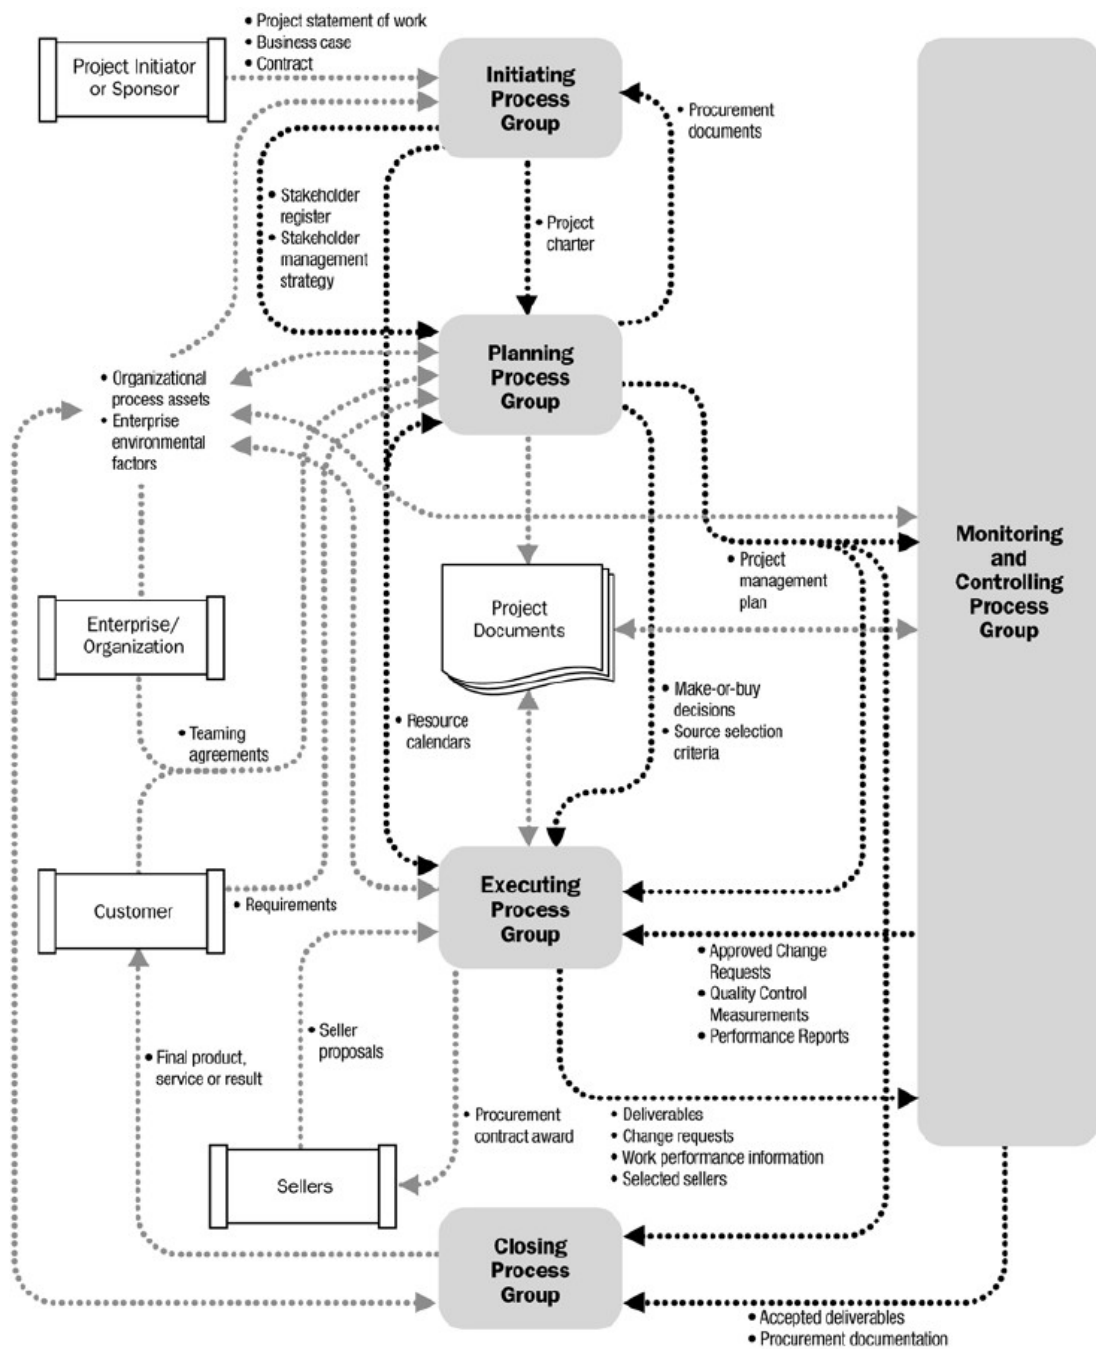 • Project statement of work
• Business case
• Contract
Project Initiator
or Sponsor
Initiating
Process
Group
• Procurement
documents
• Stakeholder
register
• Stakeholder
management
strategy
• Project
charter
Planning
Process
Group
• Organizational
process assets
• Enterprise
environmental
factors
Monitoring
and
Controlling
Process
Group
• Project
management
plan
Project
Documents
Enterprise/
Organization
• Make-or-buy
decisions
• Source selection
criteria
• Resource
calendars
• Teaming
agreements
Customer
• Requirements
Executing
Process
Group
• Approved Change
Requests
• Quality Control
Measurements
• Performance Reports
• Seller
proposals
• Final product,
service or result
• Procurement
contract award
• Deliverables
• Change requests
• Work performance information
• Selected sellers
Sellers
Closing
Process
Group
• Accepted deliverables
• Procurement documentation